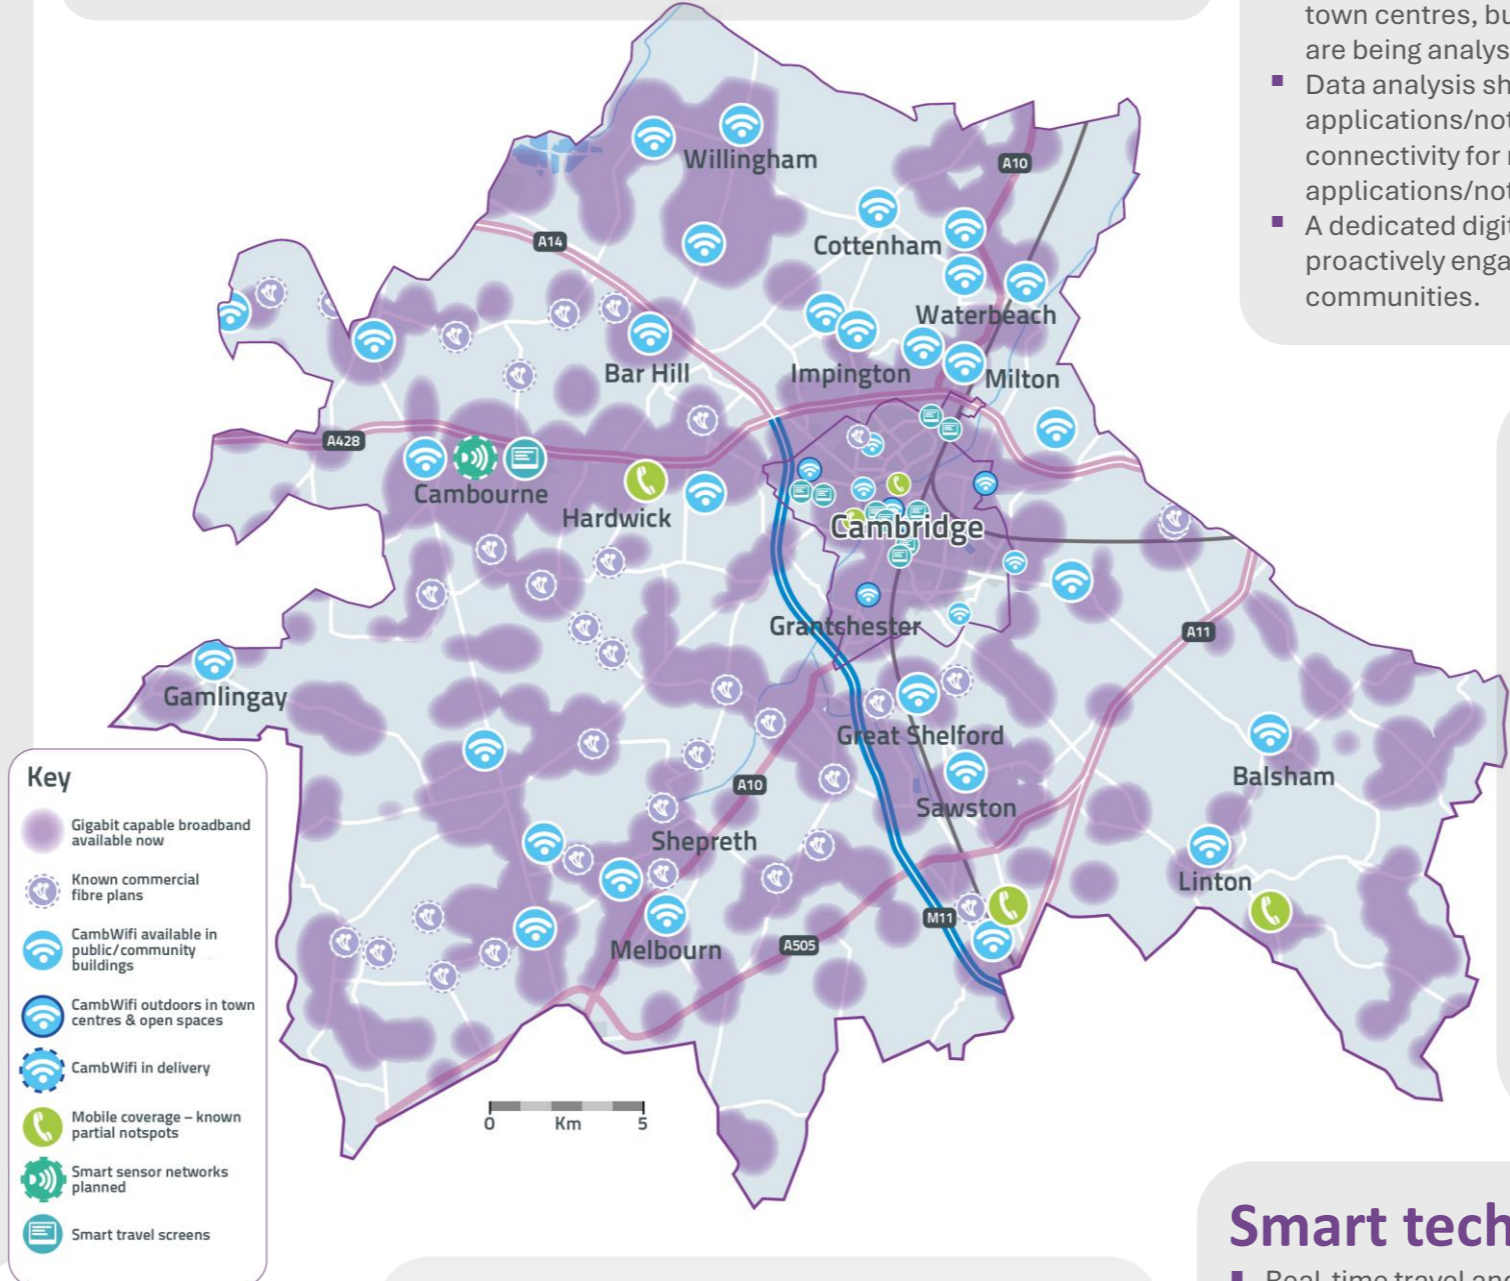 town centres, bu
are being analys
▪ Data analysis sh
applications/not
connectivity for
applications/not
▪ A dedicated digit
proactively enga
communities.
Willingham
A10
Cottenham
A14
Waterbeach
Bar Hill
Impington
Milton
A428
Cambourne
Hardwick
Cambridge
Grantchester
A11
Gamlingay
Great Shelford
Balsham
A10
Sawston
Shepreth
Linton
M11
Melbourn
A505
0 Km 5
Key
Gigabit capable broadband
available now
Known commercial
fibre plans
CambWifi available in
public/community
buildings
CambWifi outdoors in town
centres & open spaces
CambWifi in delivery
Mobile coverage – known
partial notspots
Smart sensor networks
planned
Smart travel screens
Smart tech
▪ Real-time travel and